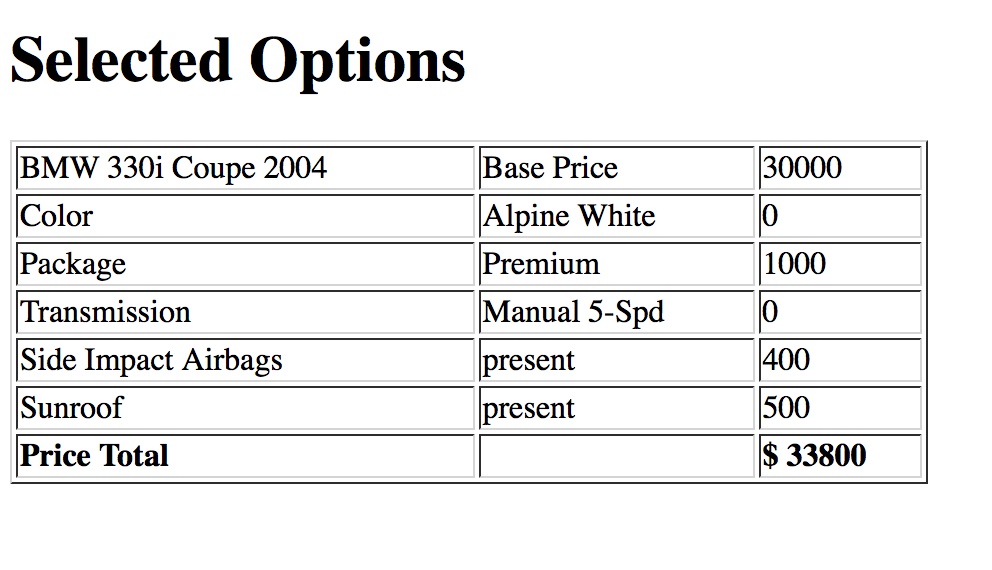 Selected Options
BMW 330i Coupe 2004 Base Price 30000
Color Alpine White 0
Package Premium 1000
Transmission Manual 5-Spd 0
Side Impact Airbags present 400
Sunroof present 500
Price Total $ 33800